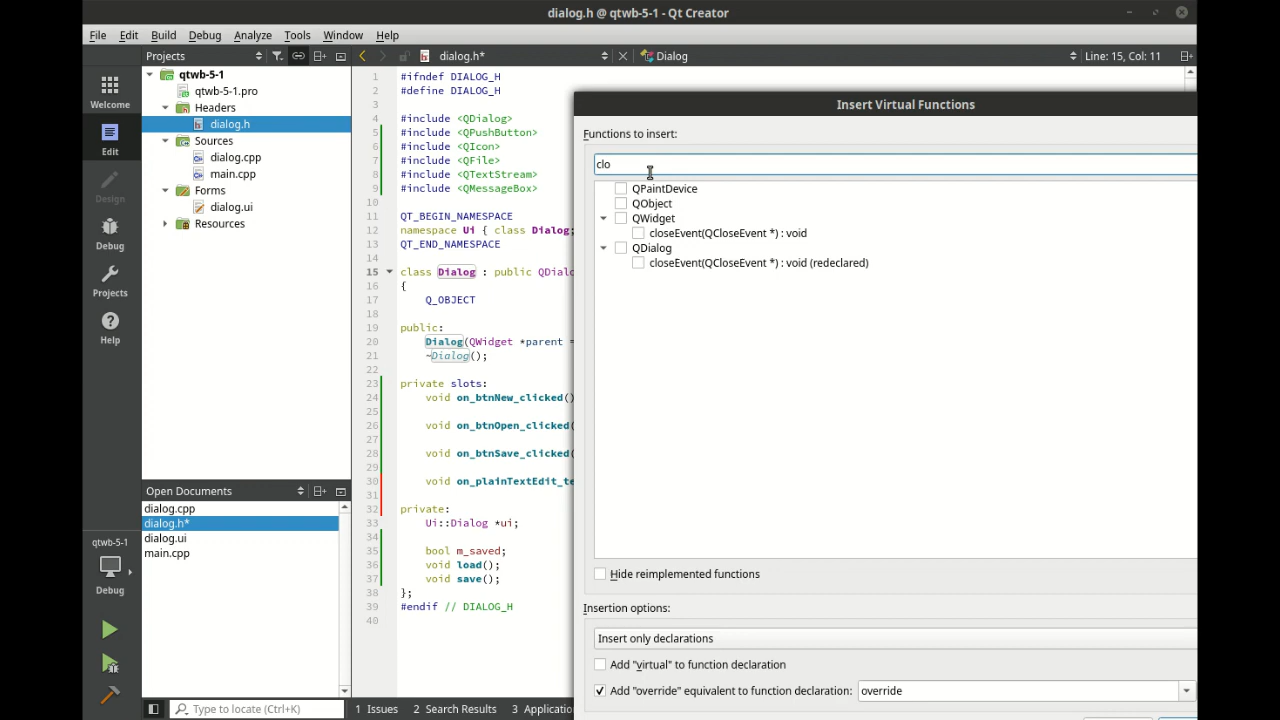 dialog.h @ qtwb-5-1 - Qt Creator
File Edit Build Debug Analyze Tools Window Help
Projects
dialog.h*
Dialog
Line: 15, Col: 11
Welcome
Edit
Design
Debug
Projects
Help
qtwb-5-1
Debug
qtwb-5-1
qtwb-5-1.pro
Headers
dialog.h
Sources
dialog.cpp
main.cpp
Forms
dialog.ui
Resources
Open Documents
dialog.cpp
dialog.h*
dialog.ui
main.cpp
1 #ifndef DIALOG_H
2 #define DIALOG_H
3
4 #include <QDialog>
5 #include <QPushButton>
6 #include <QIcon>
7 #include <QFile>
8 #include <QTextStream>
9 #include <QMessageBox>
10
11 QT_BEGIN_NAMESPACE
12 namespace Ui { class Dialog;
13 QT_END_NAMESPACE
14
15 class Dialog : public QDialo
16 {
17 Q_OBJECT
18
19 public:
20 Dialog(QWidget *parent =
21 ~Dialog();
22
23 private slots:
24 void on_btnNew_clicked()
25
26 void on_btnOpen_clicked(
27
28 void on_btnSave_clicked(
29
30 void on_plainTextEdit_te
31
32 private:
33 Ui::Dialog *ui;
34
35 bool m_saved;
36 void load();
37 void save();
38 };
39 #endif // DIALOG_H
40
Insert Virtual Functions
Functions to insert:
clo
QPaintDevice
QObject
QWidget
closeEvent(QCloseEvent *) : void
QDialog
closeEvent(QCloseEvent *) : void (redeclared)
Hide reimplemented functions
Insertion options:
Insert only declarations
Add "virtual" to function declaration
Add "override" equivalent to function declaration: override
Type to locate (Ctrl+K)
1 Issues 2 Search Results 3 Applicatio